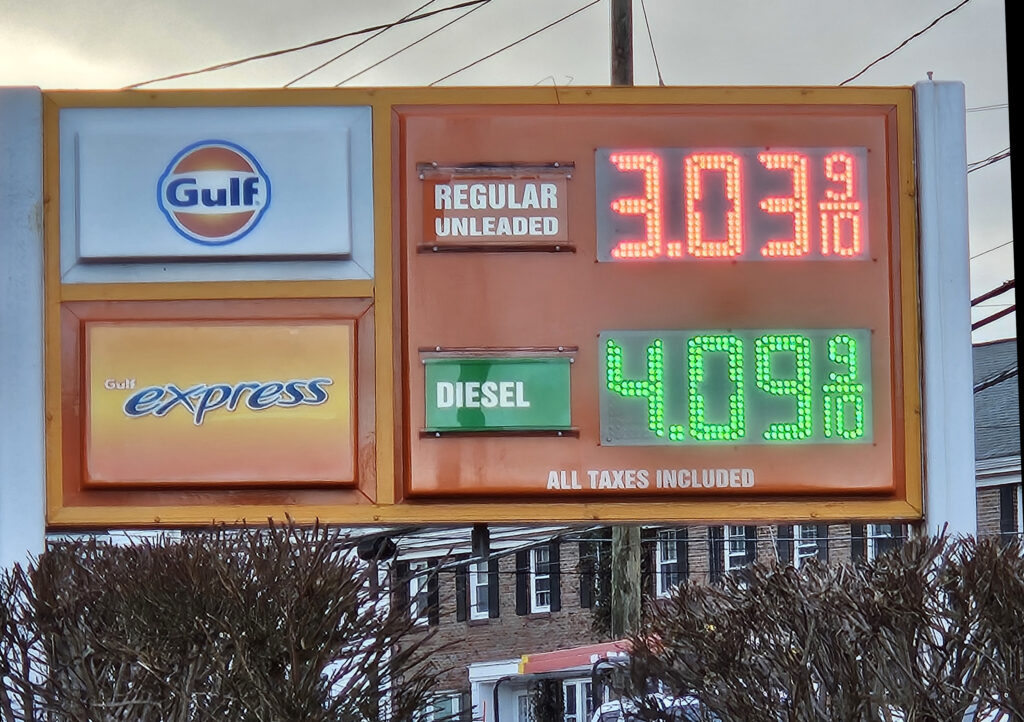 Gulf
Gulf
express
REGULAR
UNLEADED
3.03 9/10
DIESEL
4.09 9/10
ALL TAXES INCLUDED